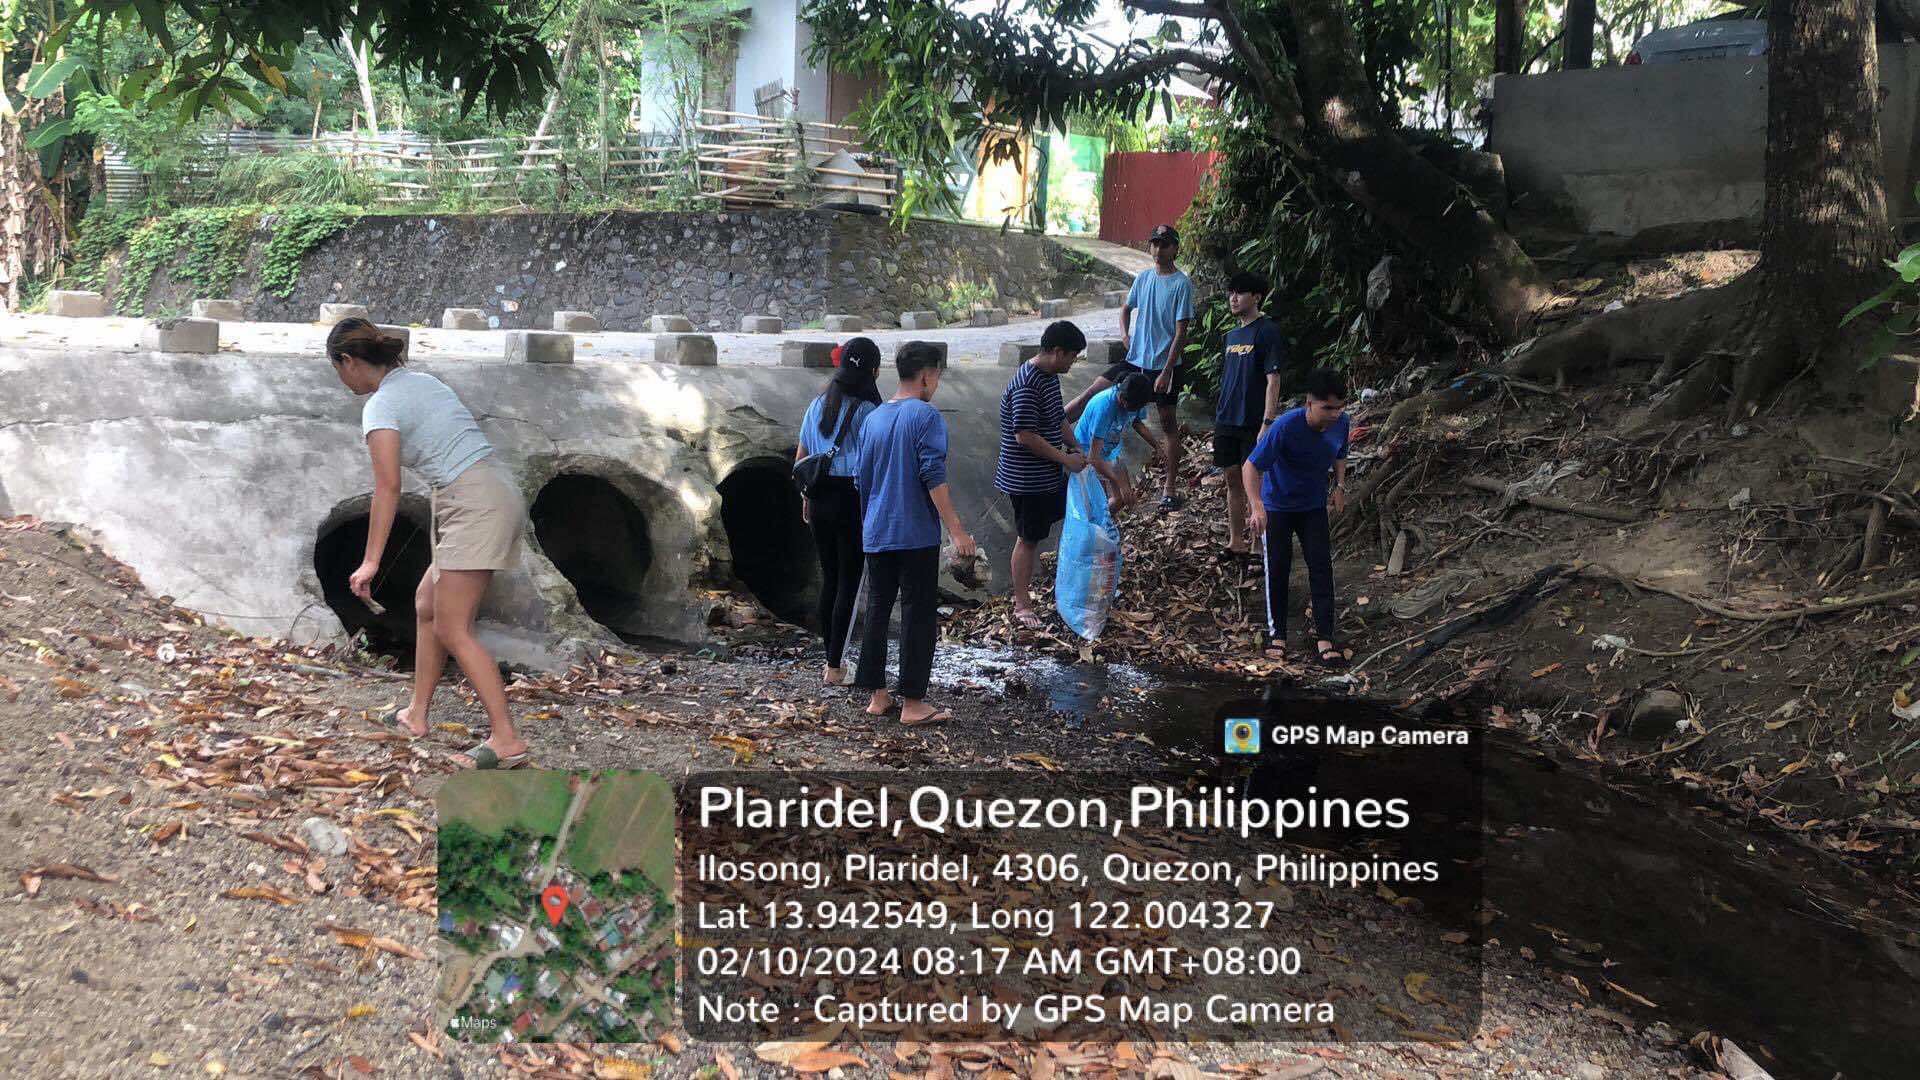 GPS Map Camera
Plaridel,Quezon,Philippines
Ilosong, Plaridel, 4306, Quezon, Philippines
Lat 13.942549, Long 122.004327
02/10/2024 08:17 AM GMT+08:00
Note : Captured by GPS Map Camera
Maps